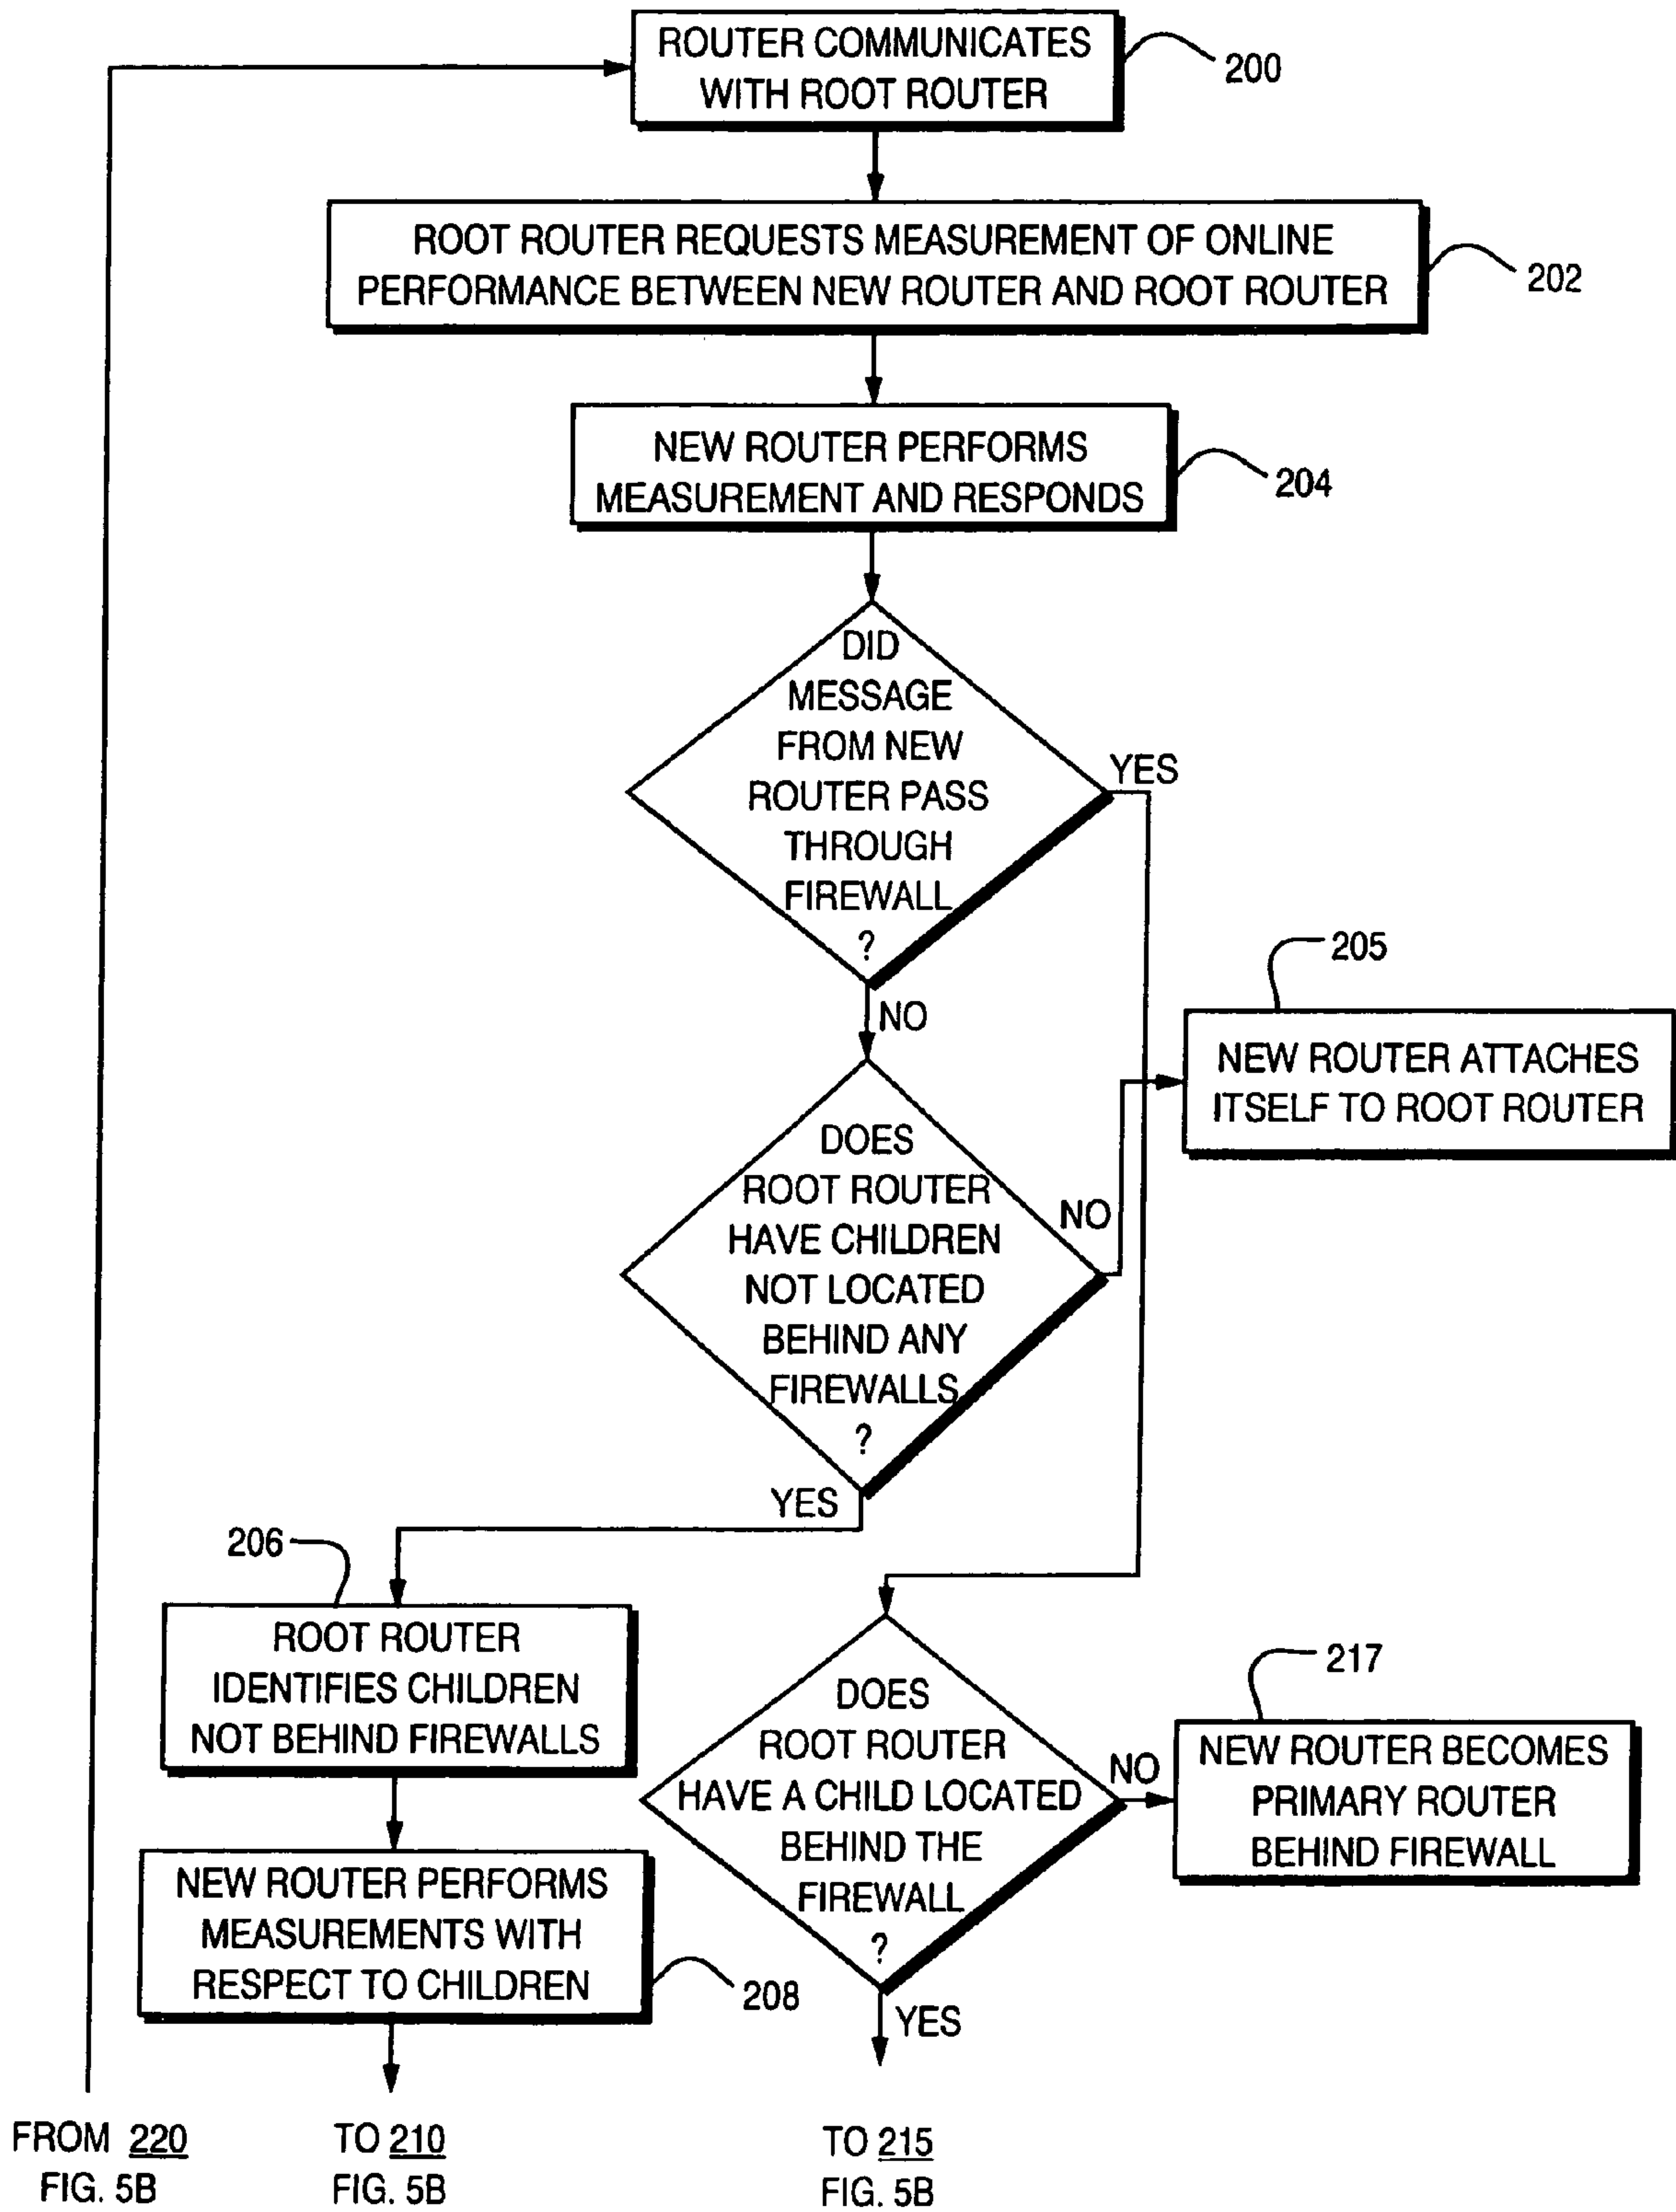 ROUTER COMMUNICATES
WITH ROOT ROUTER
200
ROOT ROUTER REQUESTS MEASUREMENT OF ONLINE
PERFORMANCE BETWEEN NEW ROUTER AND ROOT ROUTER
202
NEW ROUTER PERFORMS
MEASUREMENT AND RESPONDS
204
DID
MESSAGE
FROM NEW
ROUTER PASS
THROUGH
FIREWALL
?
YES
NO
205
NEW ROUTER ATTACHES
ITSELF TO ROOT ROUTER
DOES
ROOT ROUTER
HAVE CHILDREN
NOT LOCATED
BEHIND ANY
FIREWALLS
?
NO
YES
206
ROOT ROUTER
IDENTIFIES CHILDREN
NOT BEHIND FIREWALLS
NEW ROUTER PERFORMS
MEASUREMENTS WITH
RESPECT TO CHILDREN
208
DOES
ROOT ROUTER
HAVE A CHILD LOCATED
BEHIND THE
FIREWALL
?
NO
YES
217
NEW ROUTER BECOMES
PRIMARY ROUTER
BEHIND FIREWALL
FROM 220
FIG. 5B
TO 210
FIG. 5B
TO 215
FIG. 5B